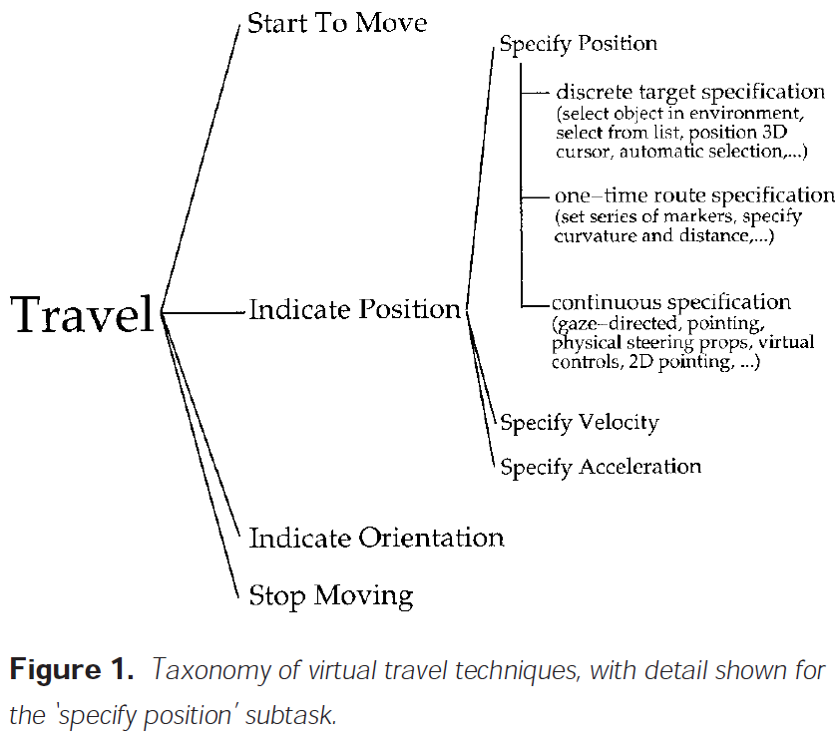 Travel
Start To Move
Indicate Position
Specify Position
discrete target specification
(select object in environment,
select from list, position 3D
cursor, automatic selection,...)
one-time route specification
(set series of markers, specify
curvature and distance,...)
continuous specification
(gaze-directed, pointing,
physical steering props, virtual
controls, 2D pointing, ...)
Specify Velocity
Specify Acceleration
Indicate Orientation
Stop Moving
Figure 1. Taxonomy of virtual travel techniques, with detail shown for
the 'specify position' subtask.